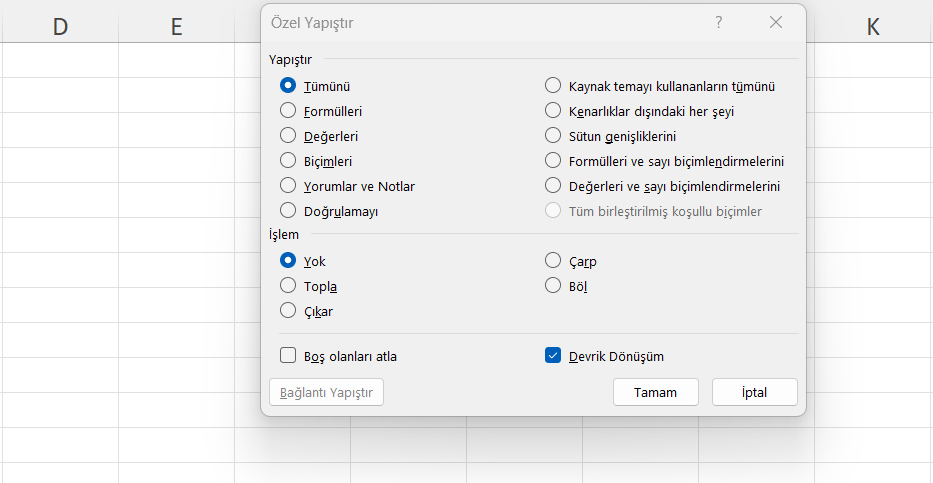 D E K
Özel Yapıştır ?
Yapıştır
Tümünü
Formülleri
Değerleri
Biçimleri
Yorumlar ve Notlar
Doğrulamayı
Kaynak temayı kullananların tümünü
Kenarlıklar dışındaki her şeyi
Sütun genişliklerini
Formülleri ve sayı biçimlendirmelerini
Değerleri ve sayı biçimlendirmelerini
Tüm birleştirilmiş koşullu biçimler
İşlem
Yok
Topla
Çıkar
Çarp
Böl
Boş olanları atla
Devrik Dönüşüm
Bağlantı Yapıştır
Tamam
İptal